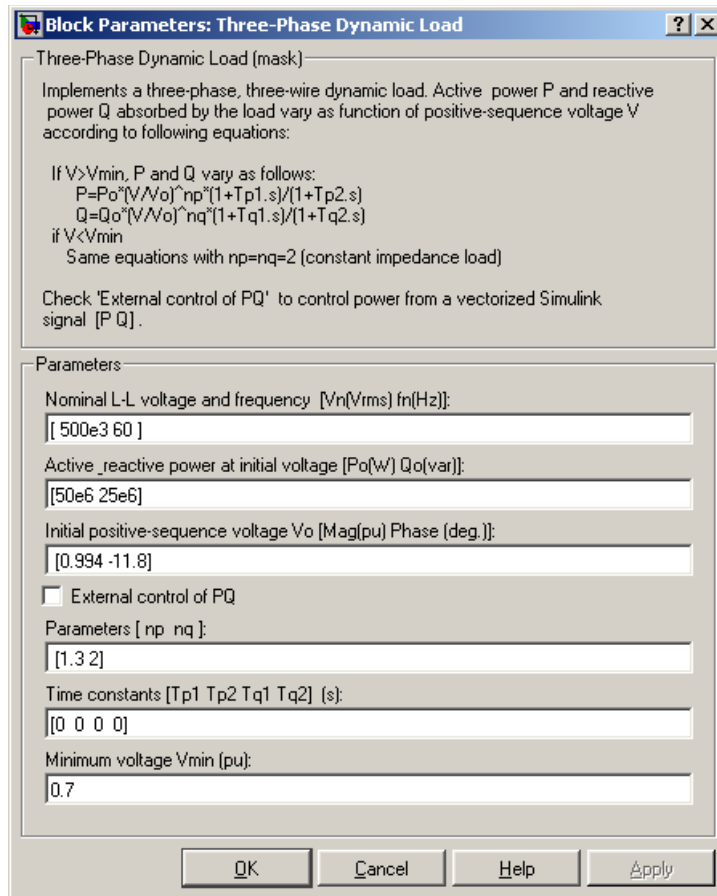 Block Parameters: Three-Phase Dynamic Load
Three-Phase Dynamic Load (mask)
Implements a three-phase, three-wire dynamic load. Active power P and reactive
power Q absorbed by the load vary as function of positive-sequence voltage V
according to following equations:
If V>Vmin, P and Q vary as follows:
P=Po*(V/Vo)^np*(1+Tp1.s)/(1+Tp2.s)
Q=Qo*(V/Vo)^nq*(1+Tq1.s)/(1+Tq2.s)
if V<Vmin
Same equations with np=nq=2 (constant impedance load)
Check 'External control of PQ' to control power from a vectorized Simulink
signal [P Q] .
Parameters
Nominal L-L voltage and frequency [Vn(Vrms) fn(Hz)]:
[ 500e3 60 ]
Active _reactive power at initial voltage [Po(W) Qo(var)]:
[50e6 25e6]
Initial positive-sequence voltage Vo [Mag(pu) Phase (deg.)]:
[0.994 -11.8]
External control of PQ
Parameters [ np nq ]:
[1.3 2]
Time constants [Tp1 Tp2 Tq1 Tq2] (s):
[0 0 0 0]
Minimum voltage Vmin (pu):
0.7
OK Cancel Help Apply